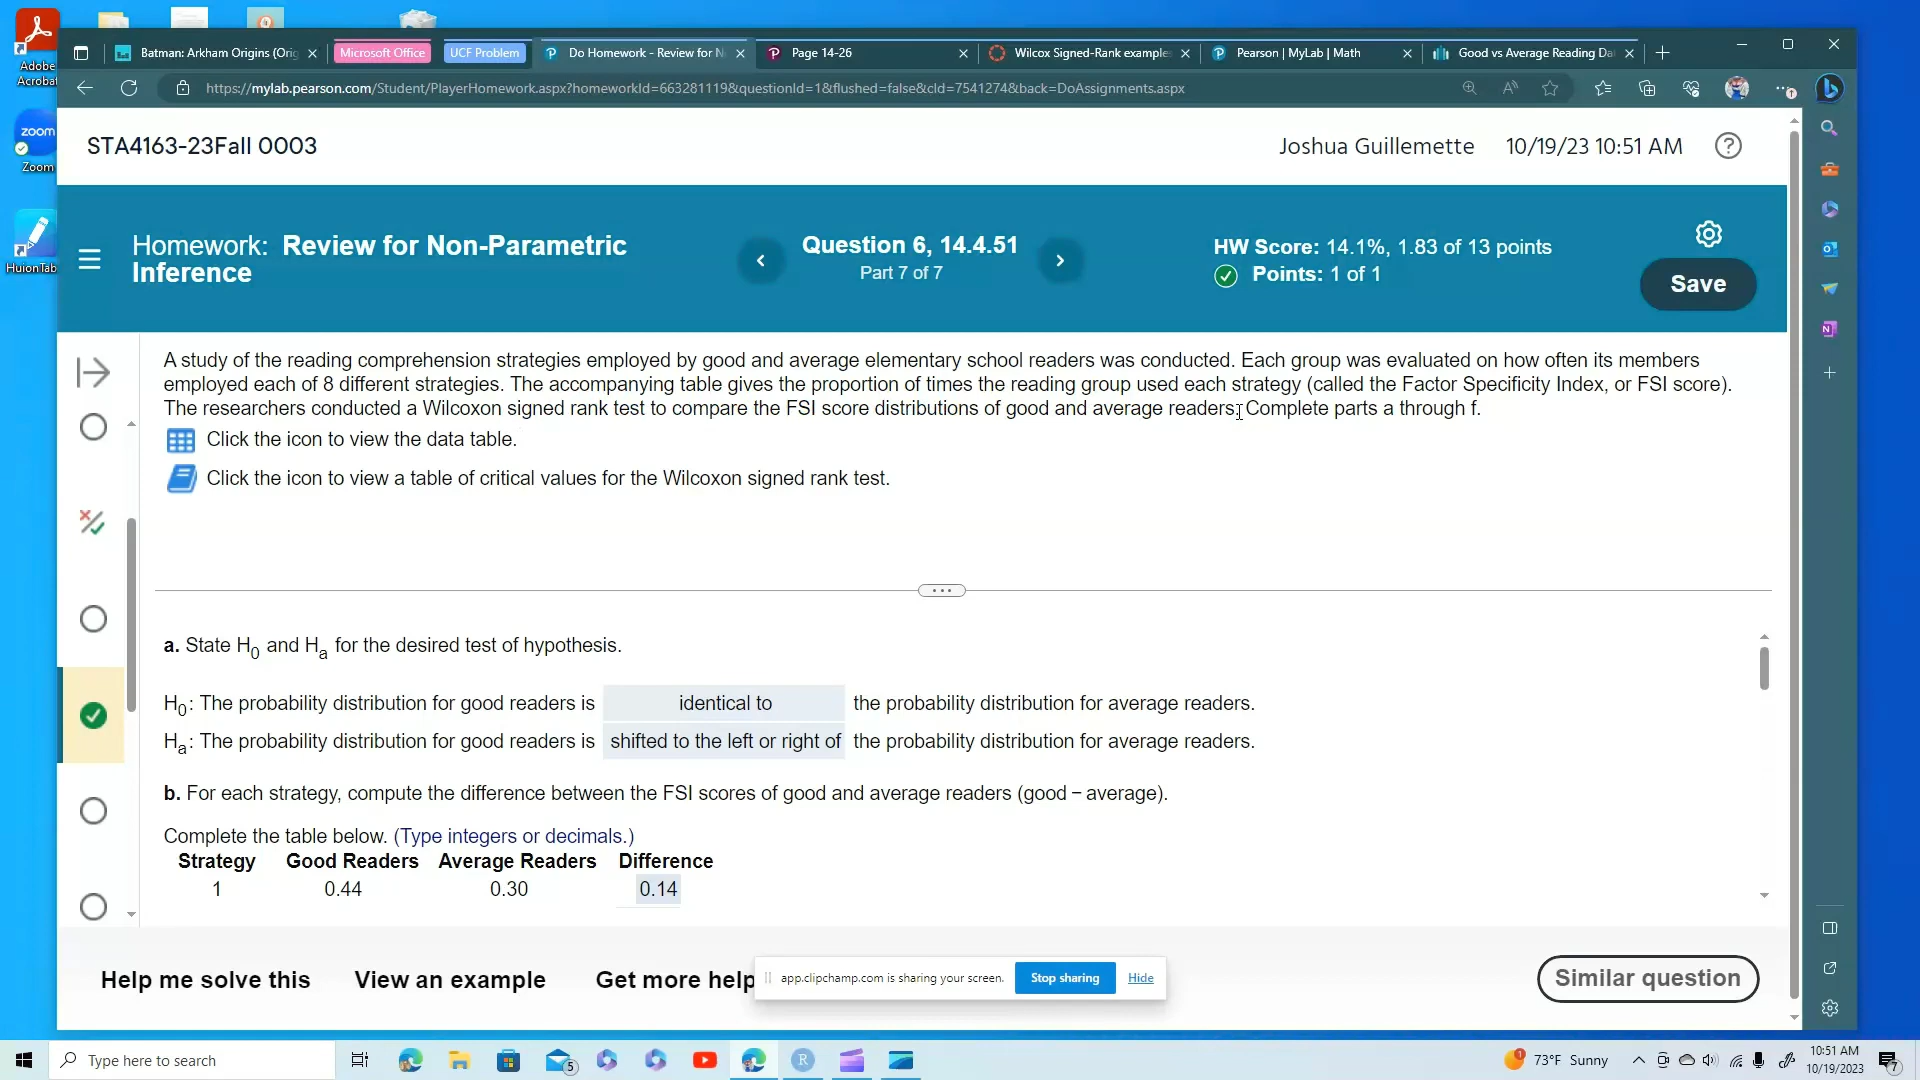 Adobe
Acrobat
zoom
Zoom
HuionTab
Batman: Arkham Origins (Orig
Microsoft Office
UCF Problem
Do Homework - Review for N
Page 14-26
Wilcox Signed-Rank example
Pearson | MyLab | Math
Good vs Average Reading Da
https://mylab.pearson.com/Student/PlayerHomework.aspx?homeworkId=663281119&questionId=1&flushed=false&cId=7541274&back=DoAssignments.aspx
STA4163-23Fall 0003
Joshua Guillemette
10/19/23 10:51 AM
Homework: Review for Non-Parametric
Inference
Question 6, 14.4.51
Part 7 of 7
HW Score: 14.1%, 1.83 of 13 points
Points: 1 of 1
Save
A study of the reading comprehension strategies employed by good and average elementary school readers was conducted. Each group was evaluated on how often its members
employed each of 8 different strategies. The accompanying table gives the proportion of times the reading group used each strategy (called the Factor Specificity Index, or FSI score).
The researchers conducted a Wilcoxon signed rank test to compare the FSI score distributions of good and average readers. Complete parts a through f.
Click the icon to view the data table.
Click the icon to view a table of critical values for the Wilcoxon signed rank test.
a. State H0 and Ha for the desired test of hypothesis.
H0: The probability distribution for good readers is identical to the probability distribution for average readers.
Ha: The probability distribution for good readers is shifted to the left or right of the probability distribution for average readers.
b. For each strategy, compute the difference between the FSI scores of good and average readers (good − average).
Complete the table below. (Type integers or decimals.)
Strategy Good Readers Average Readers Difference
1 0.44 0.30 0.14
Help me solve this
View an example
Get more help
app.clipchamp.com is sharing your screen.
Stop sharing
Hide
Similar question
Type here to search
5
73°F Sunny
10:51 AM
10/19/2023
7